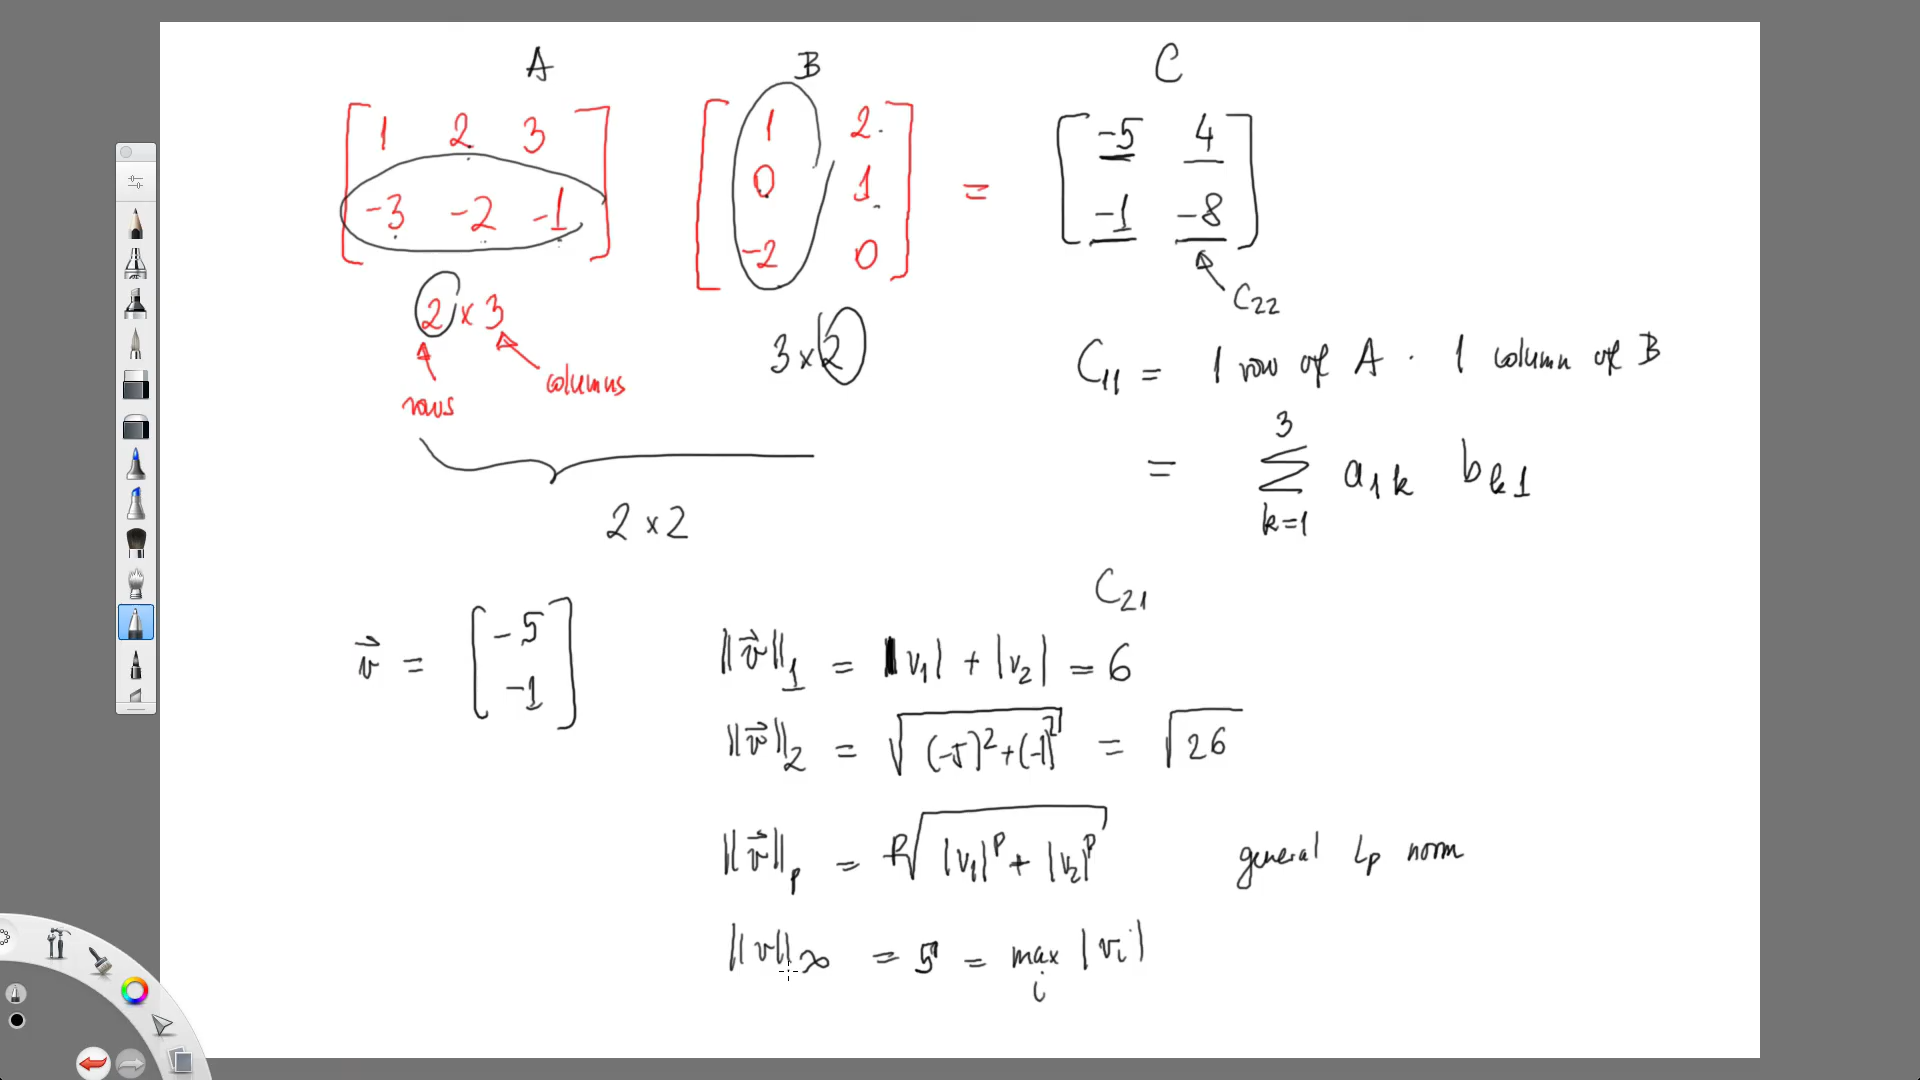 A B C
[ 1 2 3 ] [ 1 2 ] [ -5 4 ]
[ -3 -2 -1 ] [ 0 1 ] = [ -1 -8 ]
[ -2 0 ]
2 × 3
rows
columns
3 × 2
C₂₂
C₁₁ = 1 row of A · 1 column of B
= ∑ₖ₌₁³ a₁ₖ bₖ₁
2 × 2
C₂₁
v⃗ = [ -5 -1 ]
||v⃗||₁ = |v₁| + |v₂| = 6
||v⃗||₂ = √((-5)²+(-1)²) = √26
||v⃗||ₚ = ᵖ√(|v₁|ᵖ + |v₂|ᵖ) general Lₚ norm
||v||∞ = 5 = max i |vᵢ|